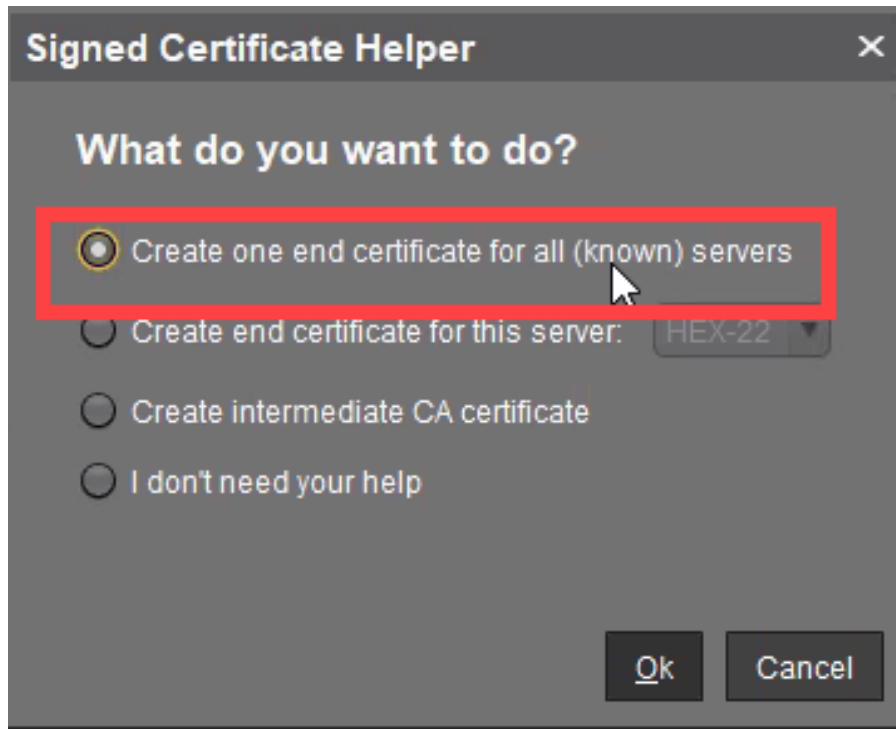 Signed Certificate Helper
What do you want to do?
Create one end certificate for all (known) servers
Create end certificate for this server: HEX-22
Create intermediate CA certificate
I don't need your help
Ok Cancel